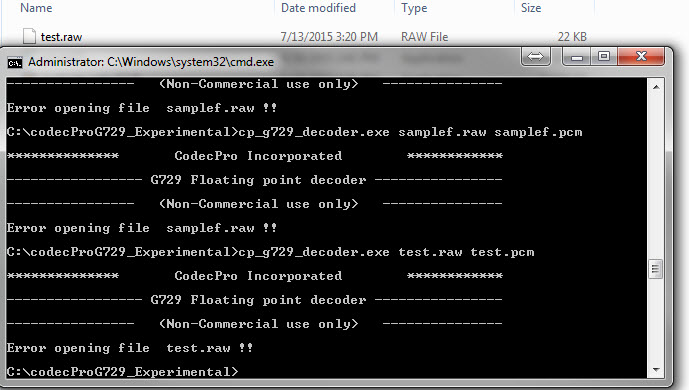 Name Date modified Type Size
test.raw 7/13/2015 3:20 PM RAW File 22 KB
Administrator: C:\Windows\system32\cmd.exe
---------------- (Non-Commercial use only) ---------------
Error opening file samplef.raw !!
C:\codecProG729_Experimental>cp_g729_decoder.exe samplef.raw samplef.pcm
************** CodecPro Incorporated ************
----------------- G729 Floating point decoder ----------------
---------------- (Non-Commercial use only) ---------------
Error opening file samplef.raw !!
C:\codecProG729_Experimental>cp_g729_decoder.exe test.raw test.pcm
************** CodecPro Incorporated ************
----------------- G729 Floating point decoder ----------------
---------------- (Non-Commercial use only) ---------------
Error opening file test.raw !!
C:\codecProG729_Experimental>